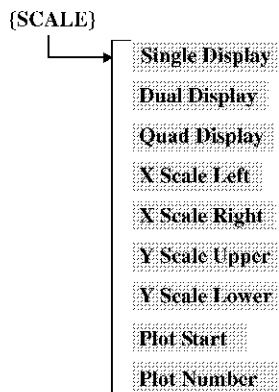 {SCALE}
Single Display
Dual Display
Quad Display
X Scale Left
X Scale Right
Y Scale Upper
Y Scale Lower
Plot Start
Plot Number